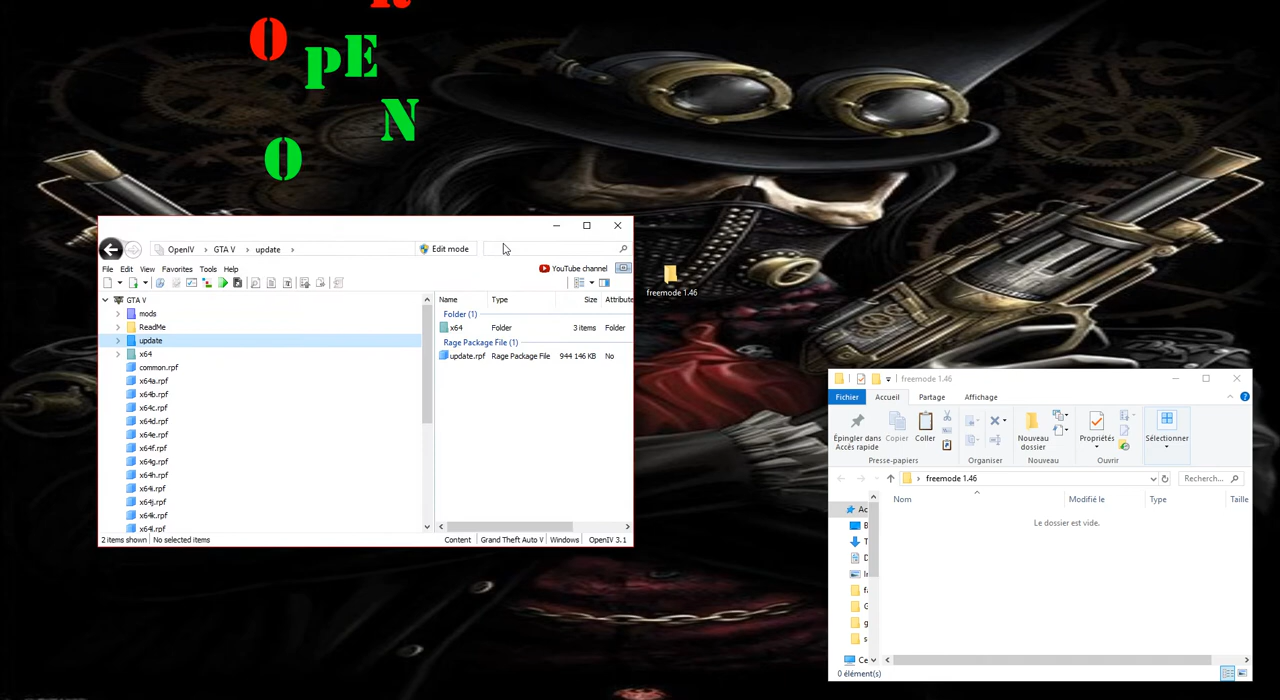 R
O PE
N
O
OpenIV GTA V update
Edit mode
File Edit View Favorites Tools Help
YouTube channel
GTA V
mods
ReadMe
update
x64
common.rpf
x64a.rpf
x64b.rpf
x64c.rpf
x64d.rpf
x64e.rpf
x64f.rpf
x64g.rpf
x64h.rpf
x64i.rpf
x64j.rpf
x64k.rpf
x64l.rpf
Name Type Size Attribute
Folder (1)
x64 Folder 3 items Folder
Rage Package File (1)
update.rpf Rage Package File 944 146 KB No
2 items shown No selected items Content Grand Theft Auto V Windows OpenIV 3.1
freemode 1.46
freemode 1.46
Fichier Accueil Partage Affichage
Épingler dans Accès rapide
Copier
Coller
Nouveau dossier
Propriétés
Sélectionner
Presse-papiers Organiser Nouveau Ouvrir
freemode 1.46
Recherch...
Nom Modifié le Type Taille
Le dossier est vide.
Ac
B
T
D
Ir
f
G
g
s
Ce
0 élément(s)